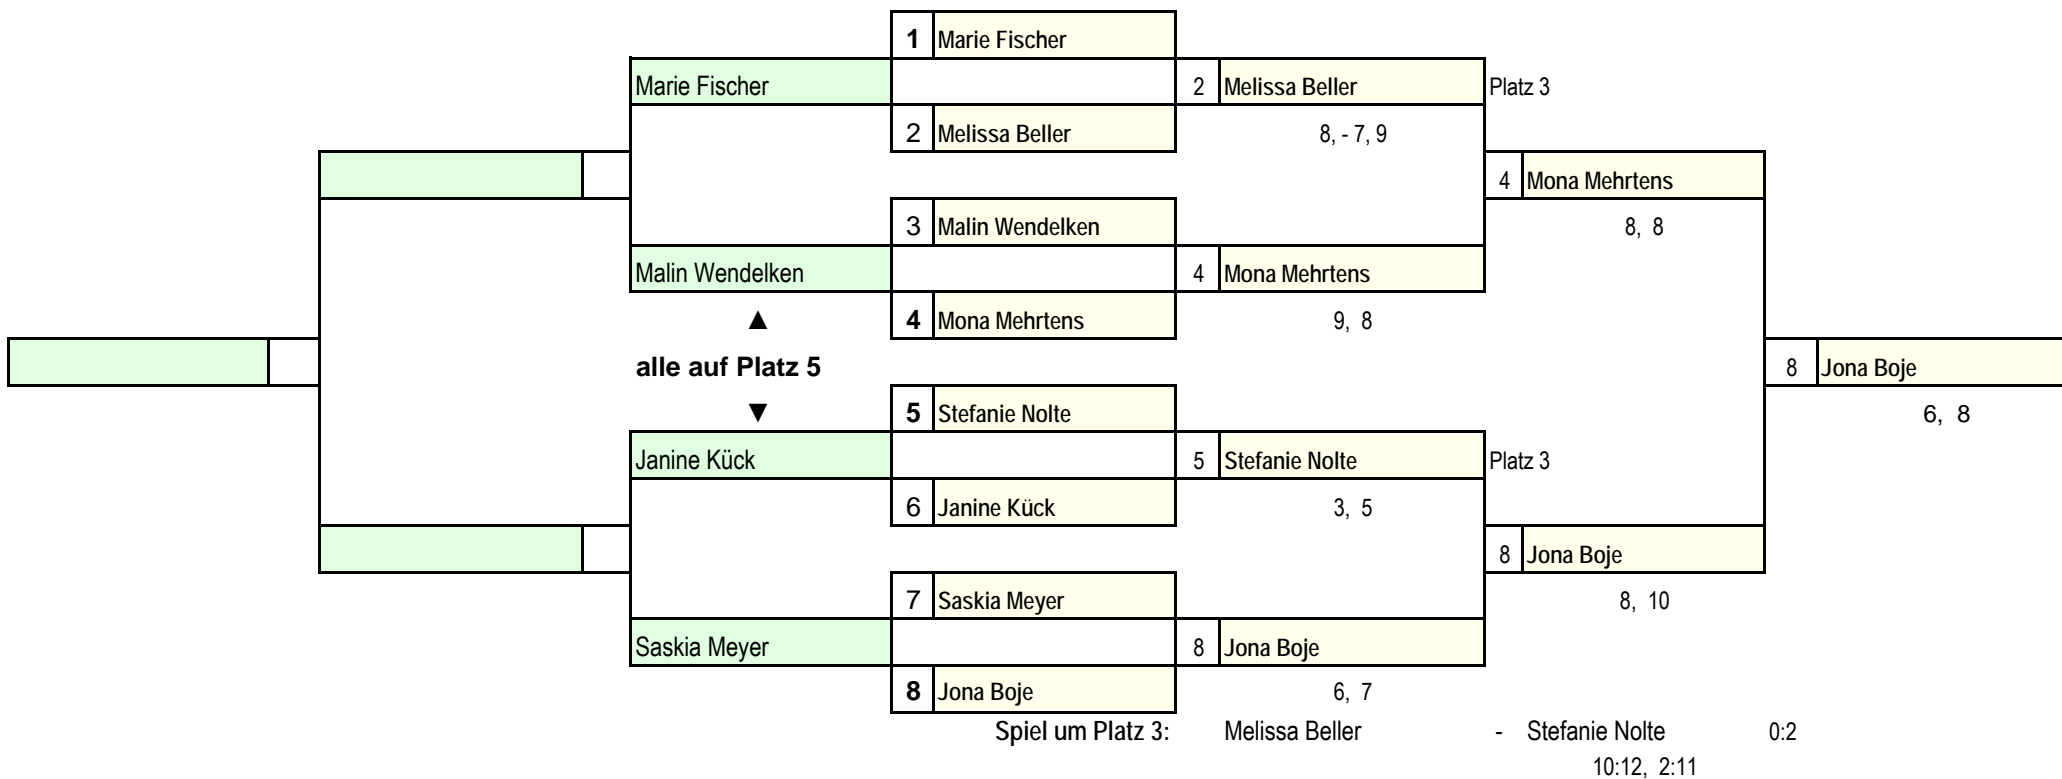 1 Marie Fischer
Marie Fischer 2 Melissa Beller Platz 3
2 Melissa Beller 8, - 7, 9
4 Mona Mehrtens
3 Malin Wendelken 8, 8
Malin Wendelken 4 Mona Mehrtens
▲ 4 Mona Mehrtens 9, 8
alle auf Platz 5 8 Jona Boje
▼ 5 Stefanie Nolte 6, 8
Janine Kück 5 Stefanie Nolte Platz 3
6 Janine Kück 3, 5
8 Jona Boje
7 Saskia Meyer 8, 10
Saskia Meyer 8 Jona Boje
8 Jona Boje 6, 7
Spiel um Platz 3: Melissa Beller - Stefanie Nolte 0:2
10:12, 2:11